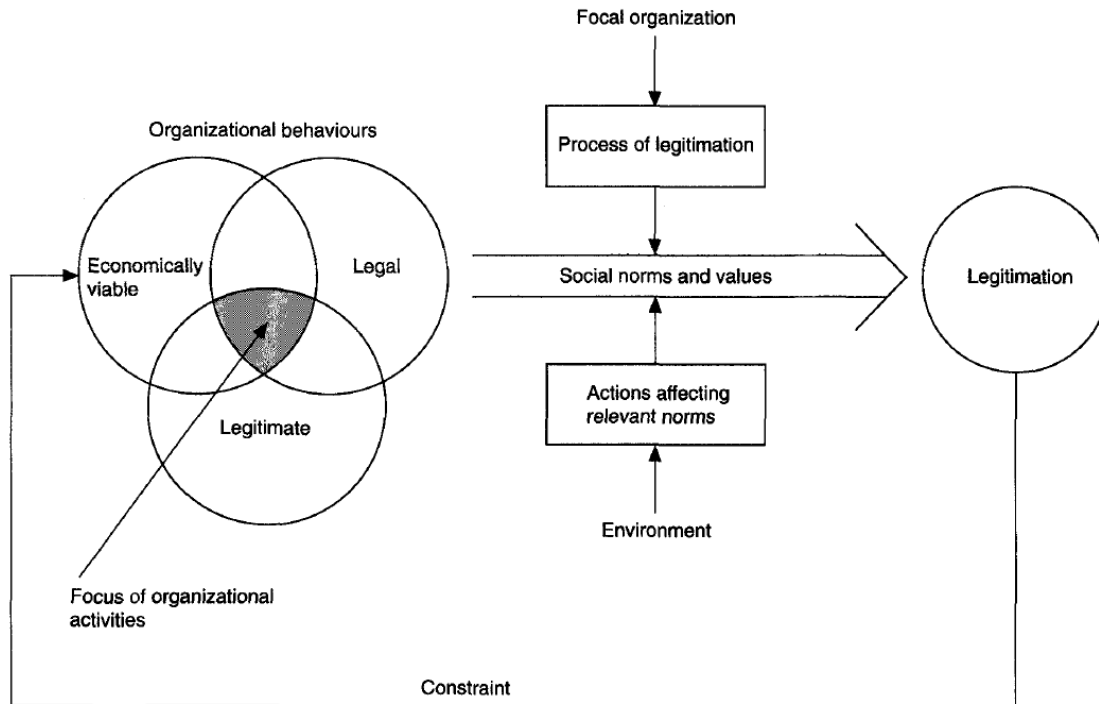 Focal organization
Organizational behaviours
Process of legitimation
Economically
viable
Legal
Social norms and values
Legitimation
Legitimate
Actions affecting
relevant norms
Environment
Focus of organizational
activities
Constraint